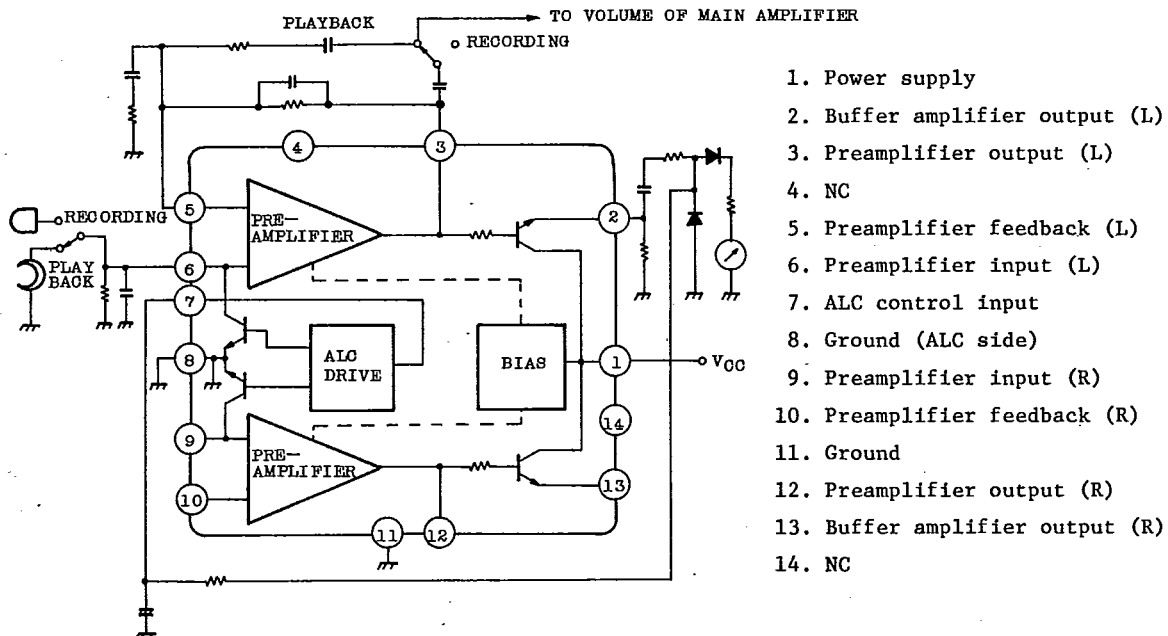 TO VOLUME OF MAIN AMPLIFIER
PLAYBACK
RECORDING
4
3
5
PRE-
AMPLIFIER
2
RECORDING
PLAY
BACK
6
7
8
ALC
DRIVE
BIAS
1
VCC
14
9
PRE-
AMPLIFIER
10
11
12
13
1. Power supply
2. Buffer amplifier output (L)
3. Preamplifier output (L)
4. NC
5. Preamplifier feedback (L)
6. Preamplifier input (L)
7. ALC control input
8. Ground (ALC side)
9. Preamplifier input (R)
10. Preamplifier feedback (R)
11. Ground
12. Preamplifier output (R)
13. Buffer amplifier output (R)
14. NC